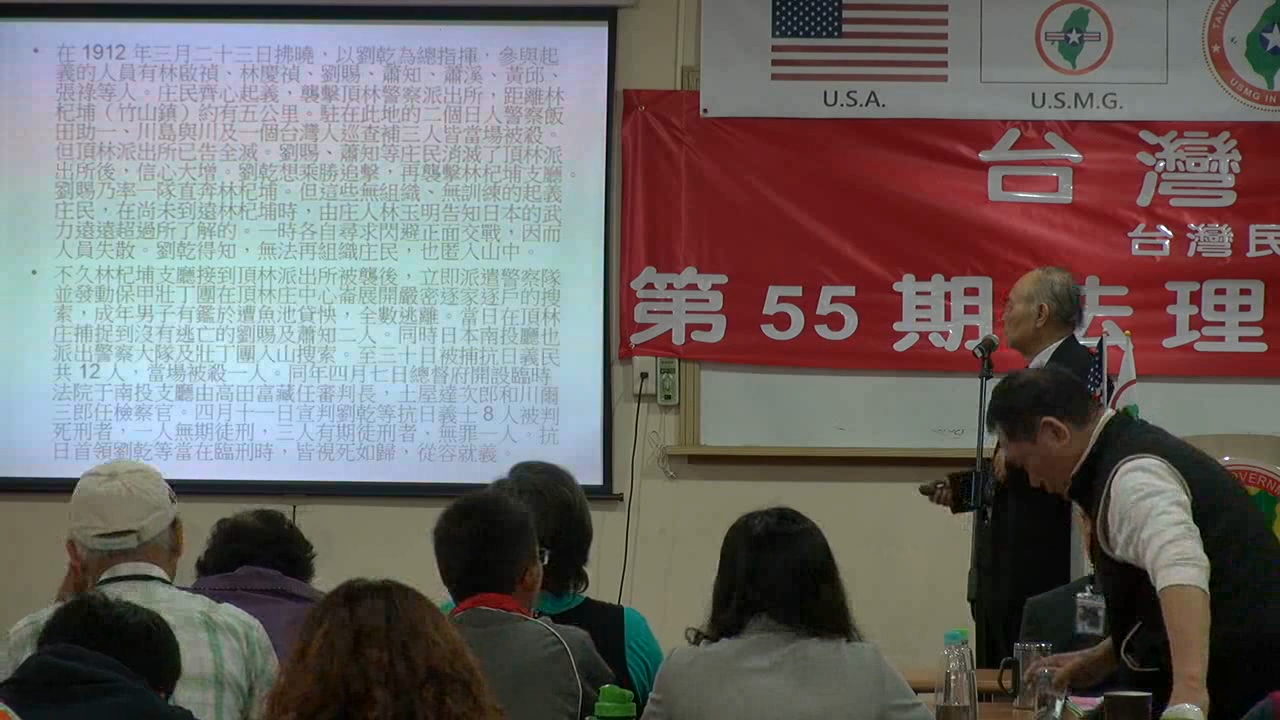 • 在 1912 年三月二十三日拂曉，以劉乾為總指揮，參與起
義的人員有林啟禎、林慶禎、劉賜、蕭知、蕭溪、黃邱、
張祿等人。庄民齊心起義，襲擊頂林警察派出所，距離林
杞埔（竹山鎮）約有五公里。駐在此地的二個日人警察飯
田助一、川島與川及一個台灣人巡查補三人皆當場被殺。
但頂林派出所已告全滅。劉賜、蕭知等庄民消滅了頂林派
出所後，信心大增。劉乾想乘勝追擊，再襲擊林杞埔支廳。
劉賜乃率一隊直奔林杞埔。但這些無組織、無訓練的起義
庄民，在尚未到遠林杞埔時，由庄人林玉明告知日本的武
力遠遠超過所了解的。一時各自尋求閃避正面交戰，因而
人員失散。劉乾得知，無法再組織庄民，也匿入山中。
• 不久林杞埔支廳接到頂林派出所被襲後，立即派遣警察隊
並發動保甲壯丁團在頂林庄中心崙展開嚴密逐家逐戶的搜
索，成年男子有鑑於遭魚池貸快，全數逃離。當日在頂林
庄捕捉到沒有逃亡的劉賜及蕭知二人。同時日本南投廳也
派出警察大隊及壯丁團入山搜索。至三十日被捕抗日義民
共 12 人，當場被殺一人。同年四月七日總督府開設臨時
法院于南投支廳由高田富藏任審判長，土屋達次郎和川爾
三郎任檢察官。四月十一日宣判劉乾等抗日義士 8 人被判
死刑者，一人無期徒刑，三人有期徒刑者、無罪一人。抗
日首領劉乾等當在臨刑時，皆視死如歸，從容就義。
U.S.A.
U.S.M.G.
TAIWAN
USMG IN
台灣
台灣民
第 55 期法理
GOVERN